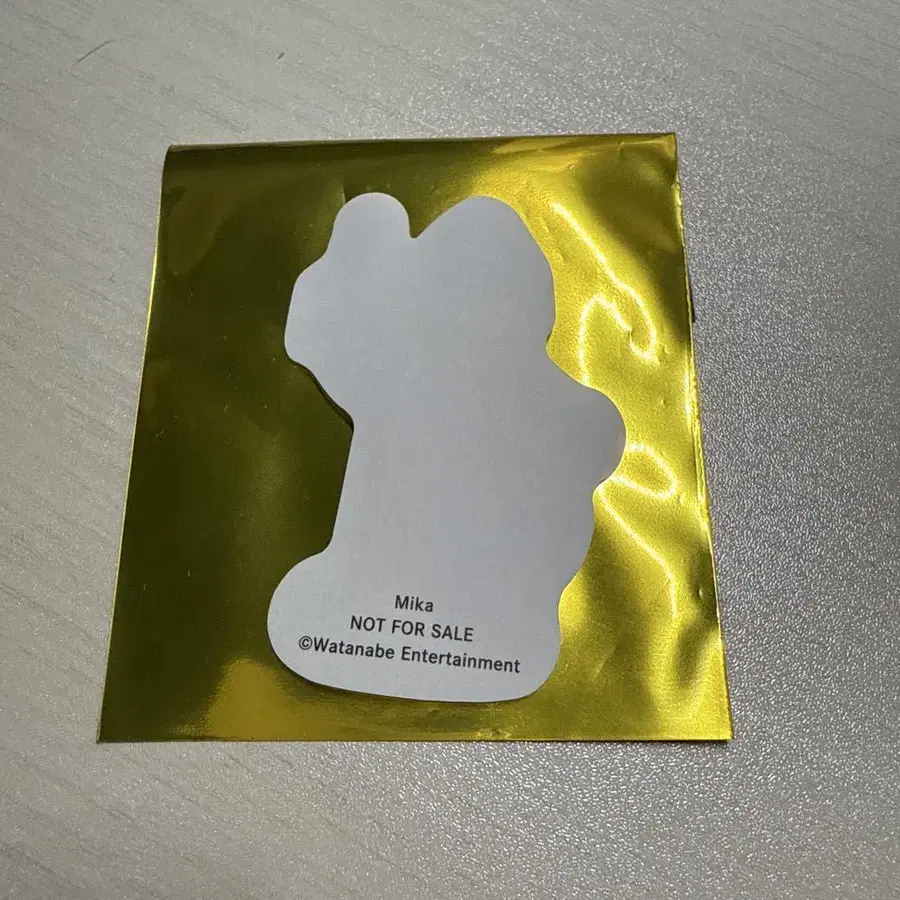 Mika
NOT FOR SALE
©Watanabe Entertainment